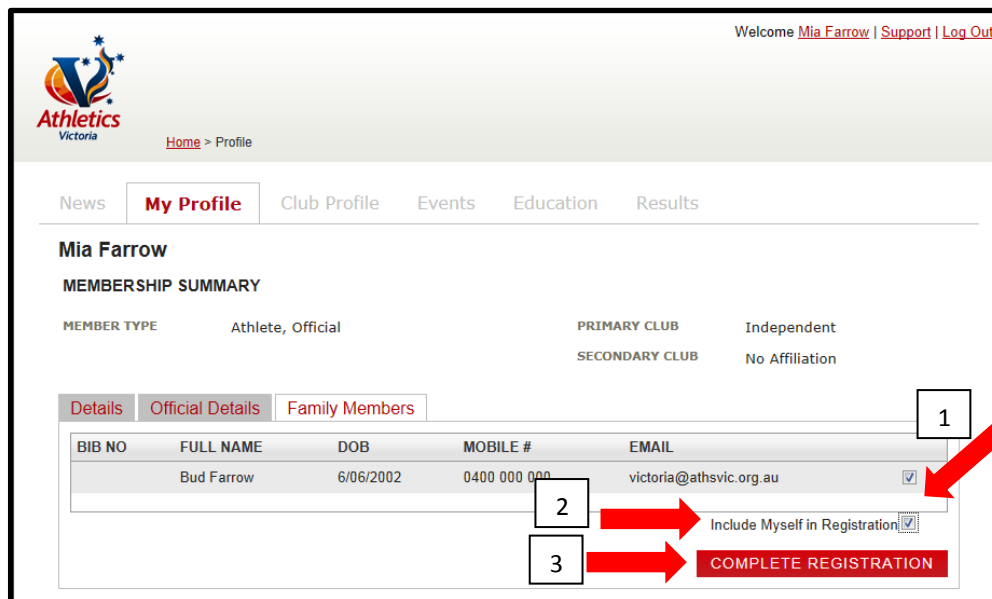 Welcome Mia Farrow | Support | Log Out
Athletics
Victoria
Home > Profile
News My Profile Club Profile Events Education Results
Mia Farrow
MEMBERSHIP SUMMARY
MEMBER TYPE Athlete, Official PRIMARY CLUB Independent
SECONDARY CLUB No Affiliation
Details Official Details Family Members
1
BIB NO FULL NAME DOB MOBILE # EMAIL
Bud Farrow 6/06/2002 0400 000 000 victoria@athsvic.org.au
2
Include Myself in Registration
3
COMPLETE REGISTRATION